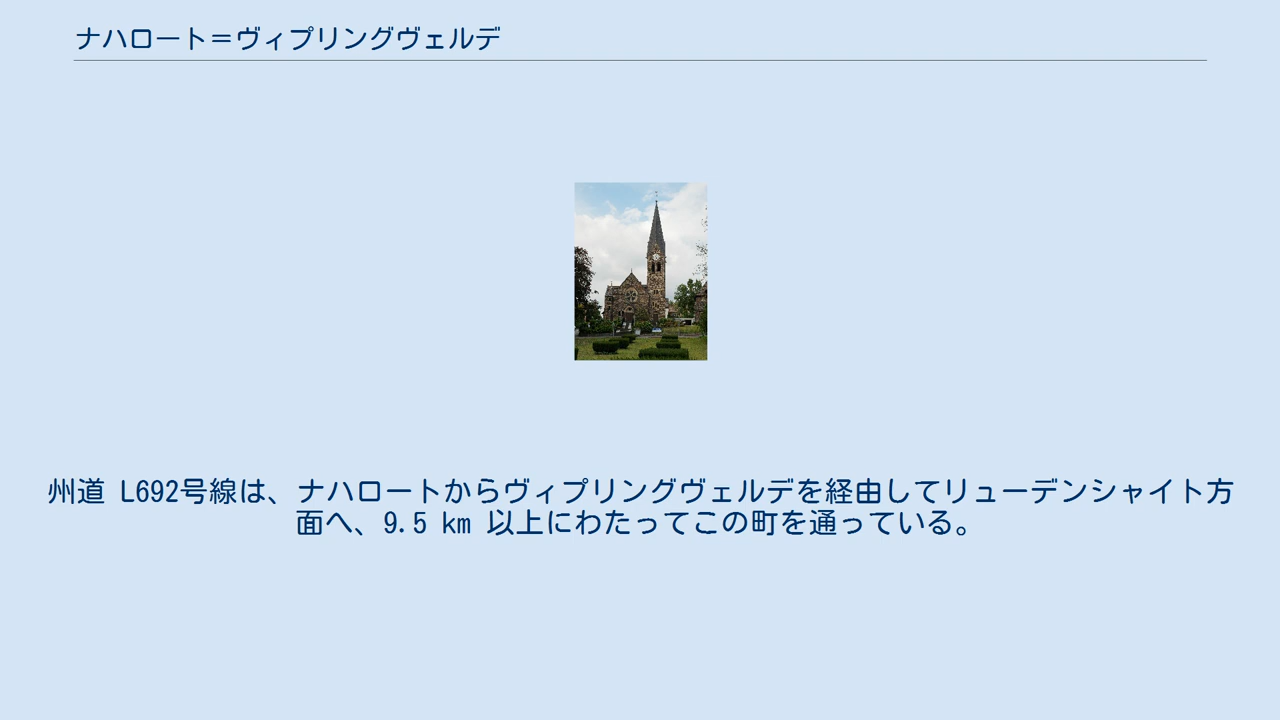 ナハロート＝ヴィプリングヴェルデ
州道 L692号線は、ナハロートからヴィプリングヴェルデを経由してリューデンシャイト方
面へ、9.5 km 以上にわたってこの町を通っている。